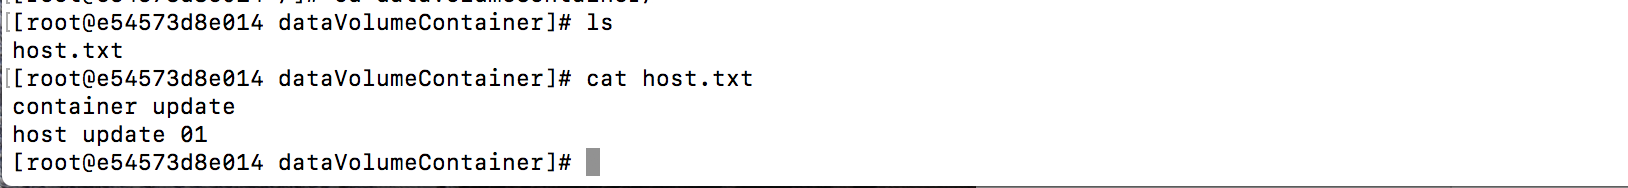 [[root@e54573d8e014 dataVolumeContainer]# ls
host.txt
[[root@e54573d8e014 dataVolumeContainer]# cat host.txt
container update
host update 01
[root@e54573d8e014 dataVolumeContainer]#